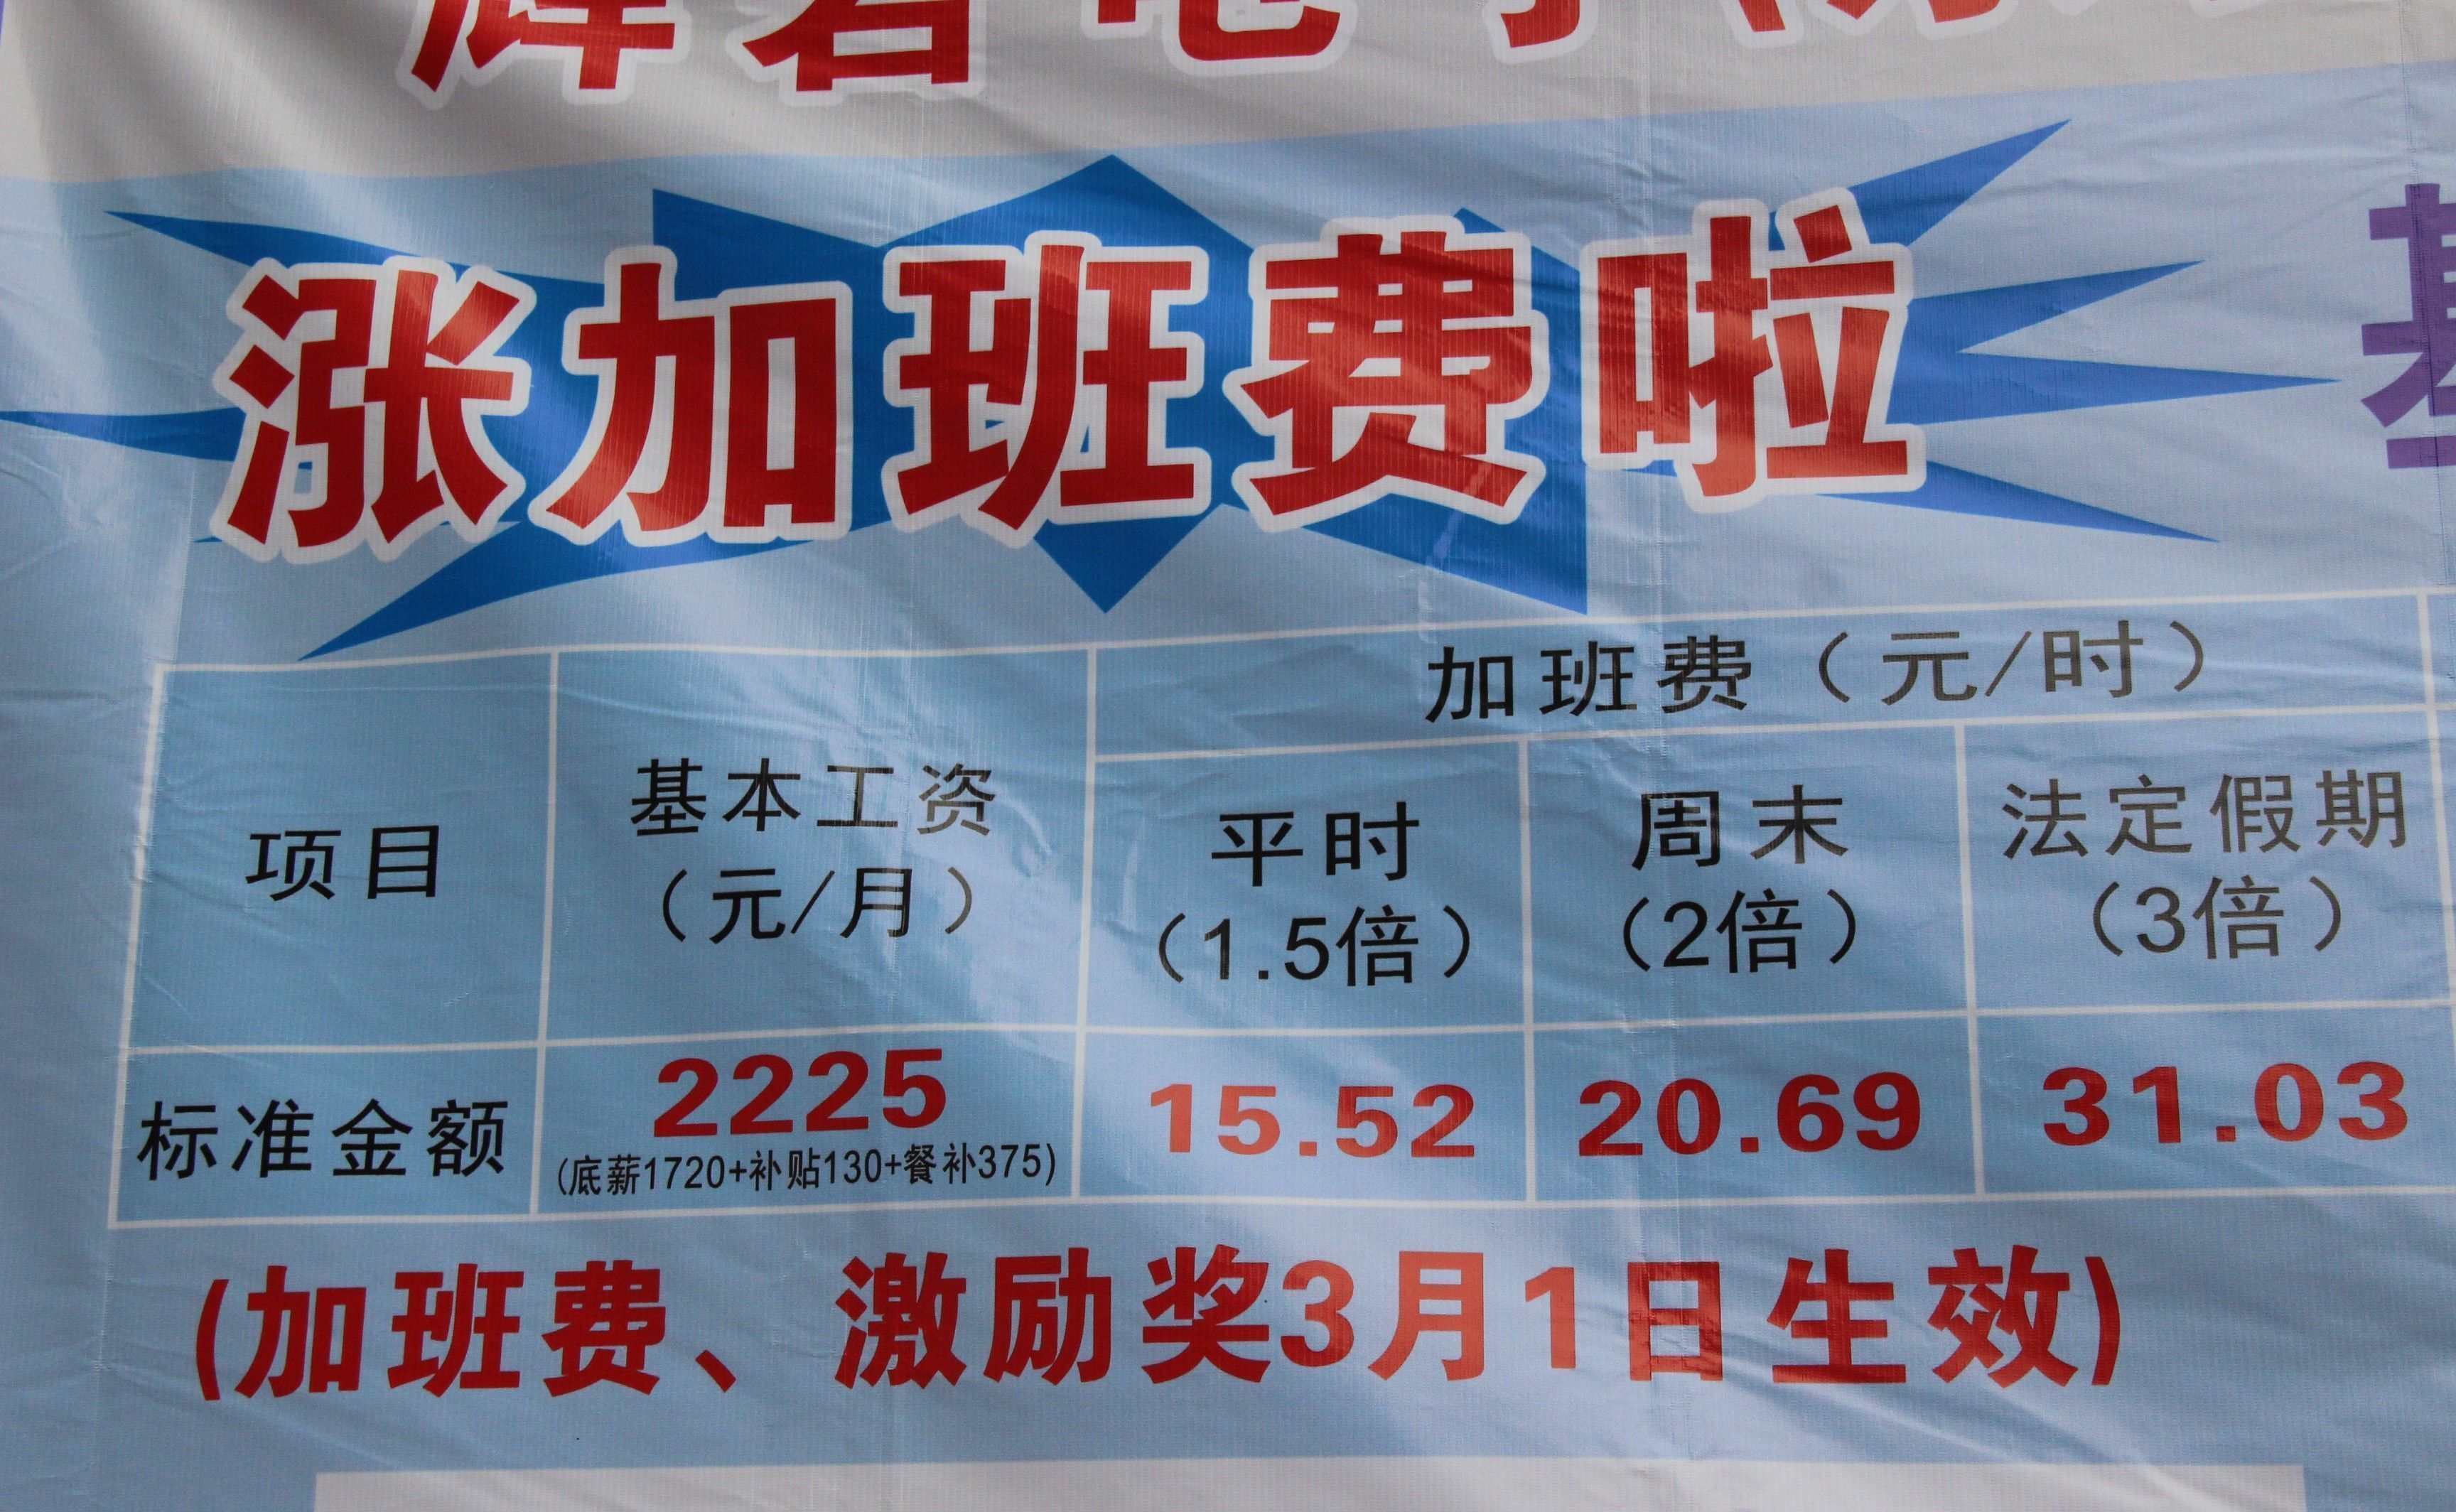 涨加班费啦
加班费（元/时）
项目
基本工资
（元/月）
平时
（1.5倍）
周末
（2倍）
法定假期
（3倍）
标准金额
2225
(底薪1720+补贴130+餐补375)
15.52
20.69
31.03
(加班费、激励奖3月1日生效)